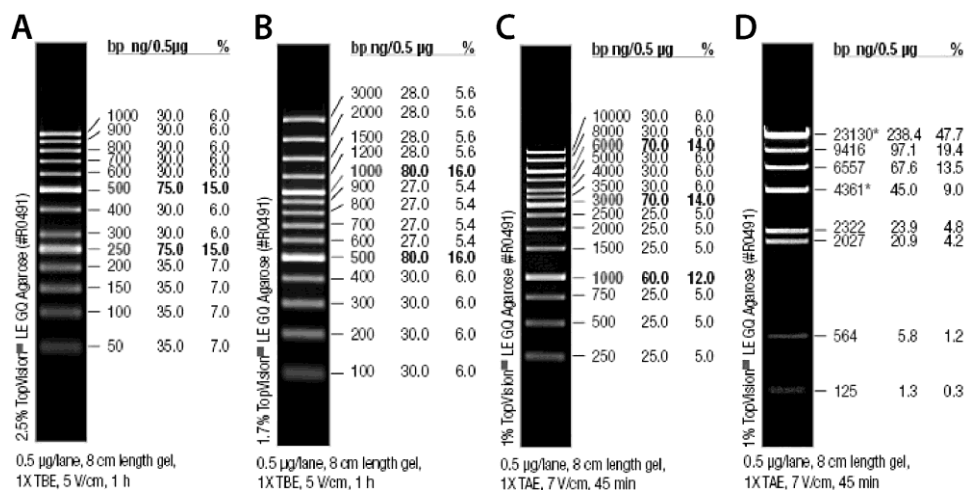 A
bp ng/0.5µg %
1000 30.0 6.0
900 30.0 6.0
800 30.0 6.0
700 30.0 6.0
600 30.0 6.0
500 75.0 15.0
400 30.0 6.0
300 30.0 6.0
250 75.0 15.0
200 35.0 7.0
150 35.0 7.0
100 35.0 7.0
50 35.0 7.0
2.5% TopVision LE GQ Agarose (#R0491)
0.5 µg/lane, 8 cm length gel,
1X TBE, 5 V/cm, 1 h
B
bp ng/0.5 µg %
3000 28.0 5.6
2000 28.0 5.6
1500 28.0 5.6
1200 28.0 5.6
1000 80.0 16.0
900 27.0 5.4
800 27.0 5.4
700 27.0 5.4
600 27.0 5.4
500 80.0 16.0
400 30.0 6.0
300 30.0 6.0
200 30.0 6.0
100 30.0 6.0
1.7% TopVision LE GQ Agarose (#R0491)
0.5 µg/lane, 8 cm length gel,
1X TBE, 5 V/cm, 1 h
C
bp ng/0.5 µg %
10000 30.0 6.0
8000 30.0 6.0
6000 70.0 14.0
5000 30.0 6.0
4000 30.0 6.0
3500 30.0 6.0
3000 70.0 14.0
2500 25.0 5.0
2000 25.0 5.0
1500 25.0 5.0
1000 60.0 12.0
750 25.0 5.0
500 25.0 5.0
250 25.0 5.0
1% TopVision LE GQ Agarose (#R0491)
0.5 µg/lane, 8 cm length gel,
1X TAE, 7 V/cm, 45 min
D
bp ng/0.5 µg %
23130* 238.4 47.7
9416 97.1 19.4
6557 67.6 13.5
4361* 45.0 9.0
2322 23.9 4.8
2027 20.9 4.2
564 5.8 1.2
125 1.3 0.3
1% TopVision LE GQ Agarose (#R0491)
0.5 µg/lane, 8 cm length gel,
1X TAE, 7 V/cm, 45 min